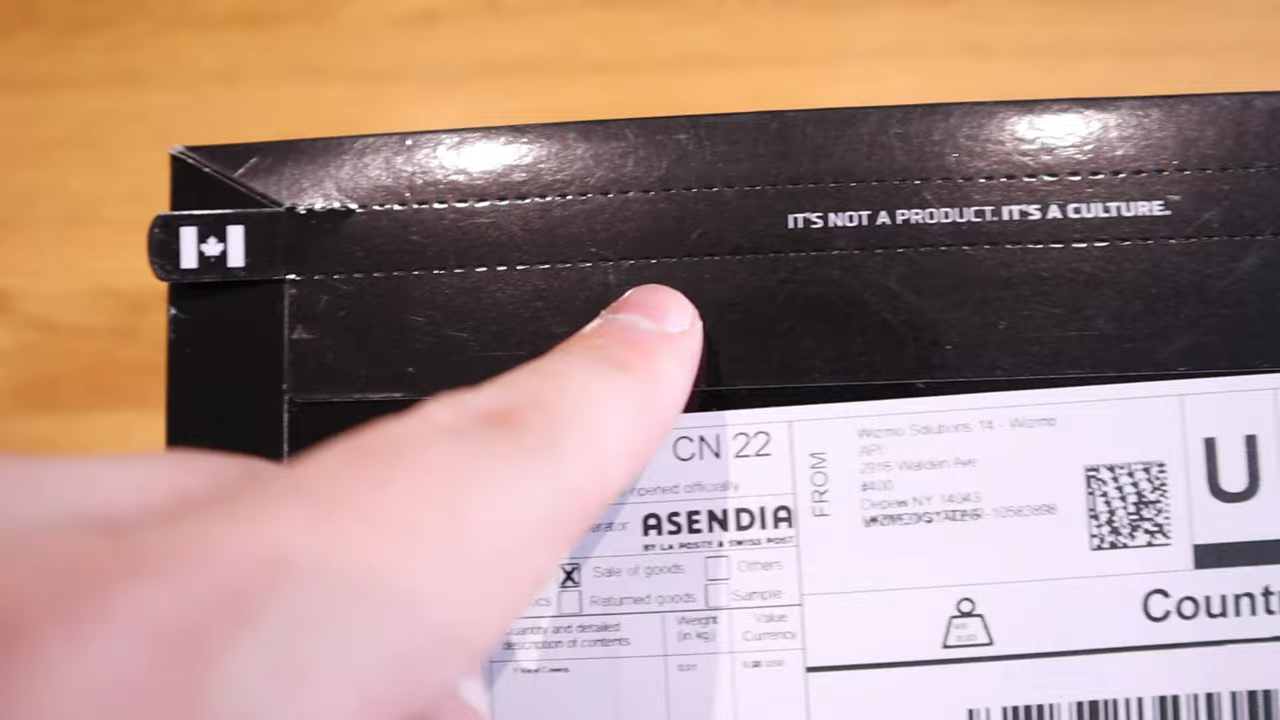 IT'S NOT A PRODUCT. IT'S A CULTURE.
CN 22
opened officially
ASENDIA
BY LA POSTE & SWISS POST
X Sale of goods Others
Returned goods Sample
Quantity and detailed
description of contents
Weight
(in kg)
Value
Currency
FROM
Wizmo Solutions 14 - Wizmo
API
2915 Walden Ave
#400
Depew NY 14043
U
Count